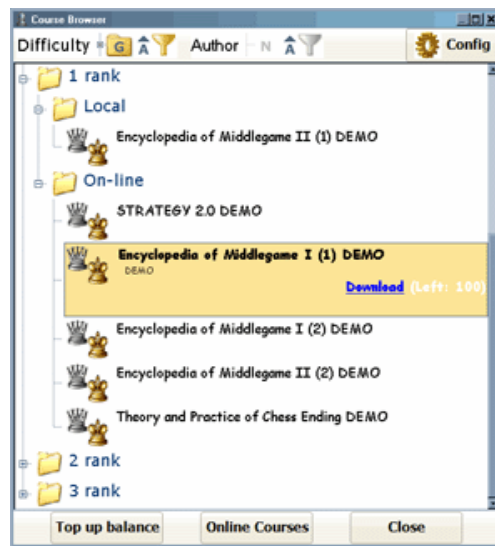 Course Browser
Difficulty G A Author N A Config
1 rank
Local
Encyclopedia of Middlegame II (1) DEMO
On-line
STRATEGY 2.0 DEMO
Encyclopedia of Middlegame I (1) DEMO
DEMO
Download (Left: 100)
Encyclopedia of Middlegame I (2) DEMO
Encyclopedia of Middlegame II (2) DEMO
Theory and Practice of Chess Ending DEMO
2 rank
3 rank
Top up balance Online Courses Close